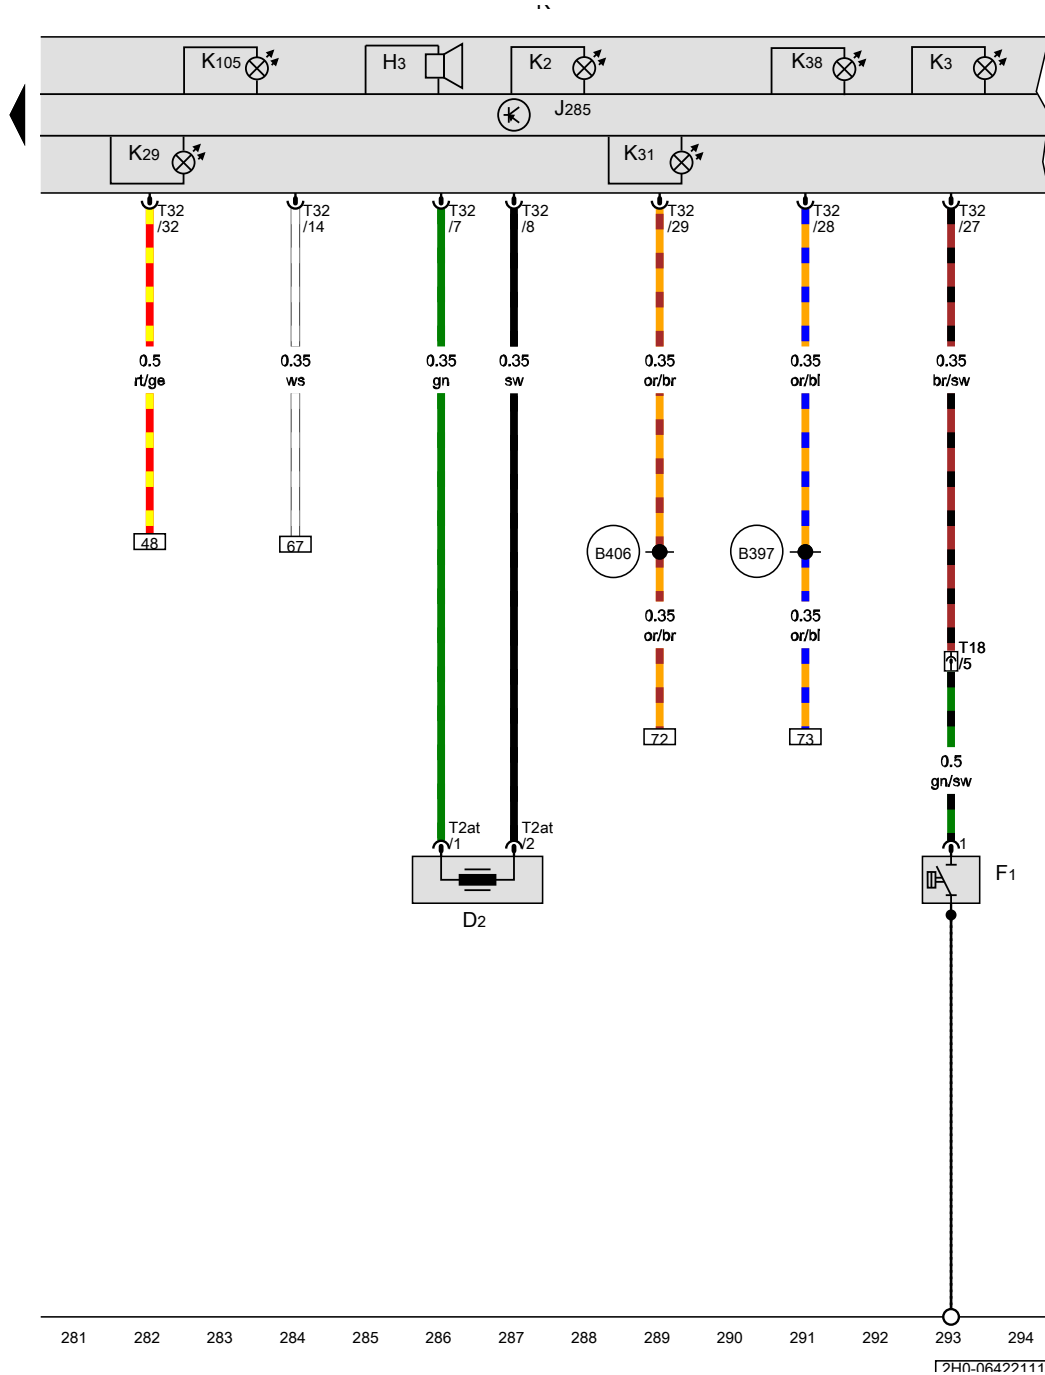 K105 H3 K2 K38 K3
J285
K29 K31
T32 T32 T32 T32 T32 T32 T32
/32 /14 /7 /8 /29 /28 /27
0.5 0.35 0.35 0.35 0.35 0.35 0.35
rt/ge ws gn sw or/br or/bl br/sw
48 67 B406 B397
0.35 0.35
or/br or/bl
T18
/5
72 73
0.5
gn/sw
T2at T2at
/1 /2 1
F1
D2
281 282 283 284 285 286 287 288 289 290 291 292 293 294
2H0-06422111